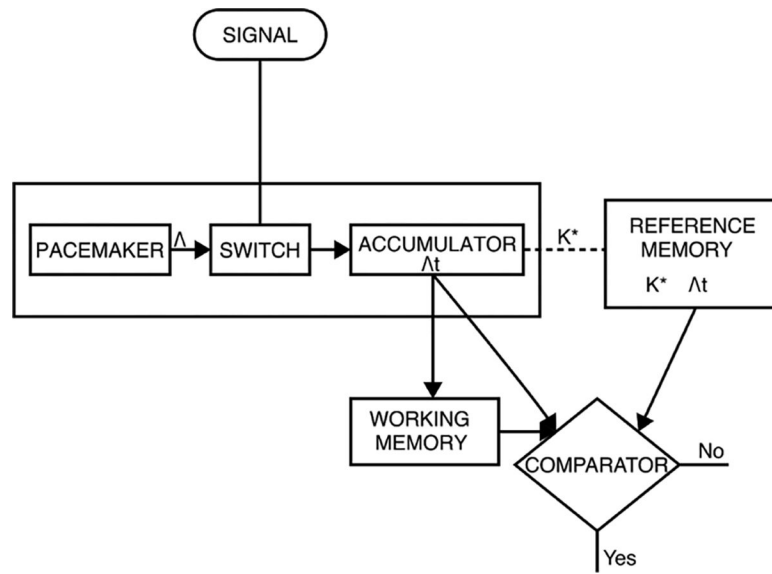 SIGNAL
PACEMAKER
Λ
SWITCH
ACCUMULATOR
Λt
K*
REFERENCE
MEMORY
K* Λt
WORKING
MEMORY
COMPARATOR
No
Yes